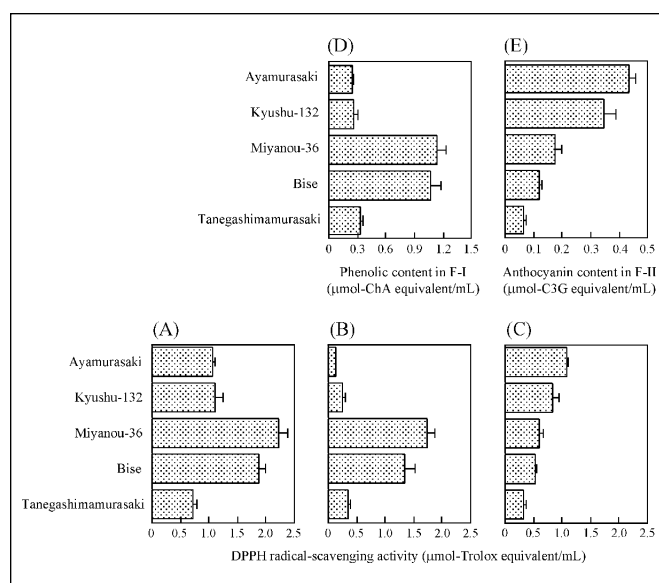 (D) (E)
Ayamurasaki
Kyushu-132
Miyanou-36
Bise
Tanegashimamurasaki
0 0.3 0.6 0.9 1.2 1.5 0 0.1 0.2 0.3 0.4 0.5
Phenolic content in F-I Anthocyanin content in F-II
(μmol-ChA equivalent/mL) (μmol-C3G equivalent/mL)
(A) (B) (C)
Ayamurasaki
Kyushu-132
Miyanou-36
Bise
Tanegashimamurasaki
0 0.5 1.0 1.5 2.0 2.5 0 0.5 1.0 1.5 2.0 2.5 0 0.5 1.0 1.5 2.0 2.5
DPPH radical-scavenging activity (μmol-Trolox equivalent/mL)